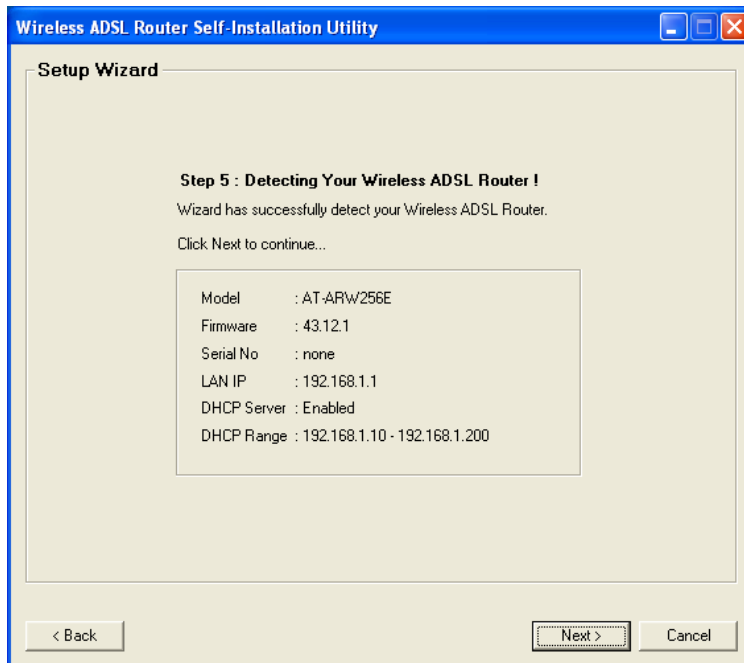 Wireless ADSL Router Self-Installation Utility
Setup Wizard
Step 5 : Detecting Your Wireless ADSL Router !
Wizard has successfully detect your Wireless ADSL Router.
Click Next to continue...
Model : AT-ARW256E
Firmware : 43.12.1
Serial No : none
LAN IP : 192.168.1.1
DHCP Server : Enabled
DHCP Range : 192.168.1.10 - 192.168.1.200
< Back Next > Cancel